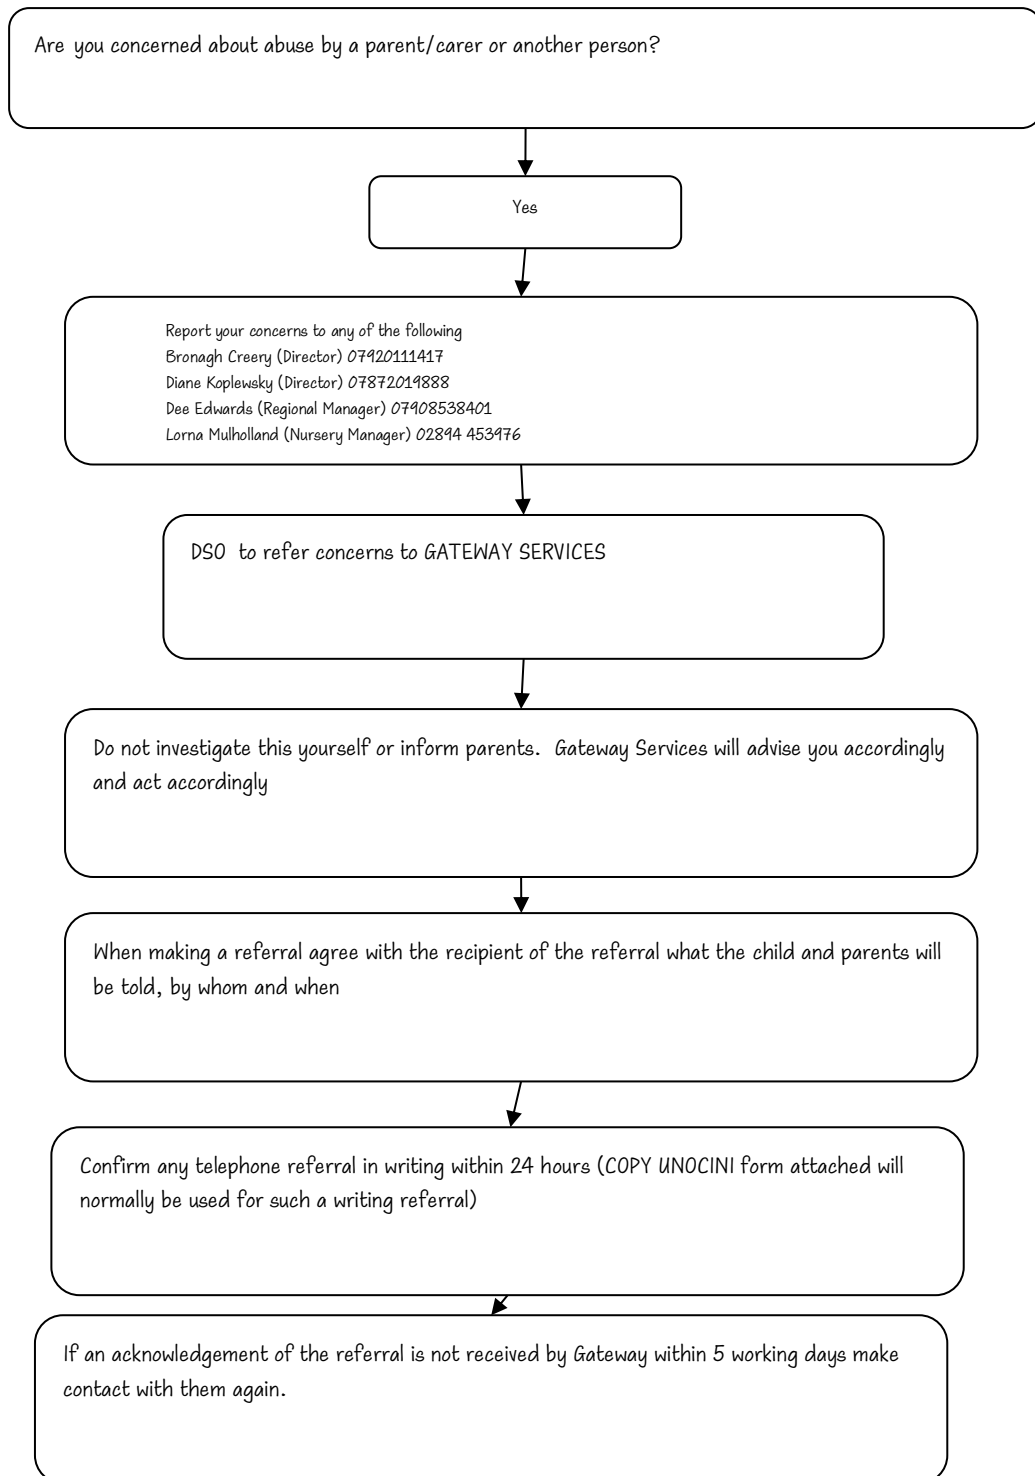 Are you concerned about abuse by a parent/carer or another person?
Yes
Report your concerns to any of the following
Bronagh Creery (Director) 07920111417
Diane Koplewsky (Director) 07872019888
Dee Edwards (Regional Manager) 07908538401
Lorna Mulholland (Nursery Manager) 02894 453976
DSO to refer concerns to GATEWAY SERVICES
Do not investigate this yourself or inform parents. Gateway Services will advise you accordingly
and act accordingly
When making a referral agree with the recipient of the referral what the child and parents will
be told, by whom and when
Confirm any telephone referral in writing within 24 hours (COPY UNOCINI form attached will
normally be used for such a writing referral)
If an acknowledgement of the referral is not received by Gateway within 5 working days make
contact with them again.